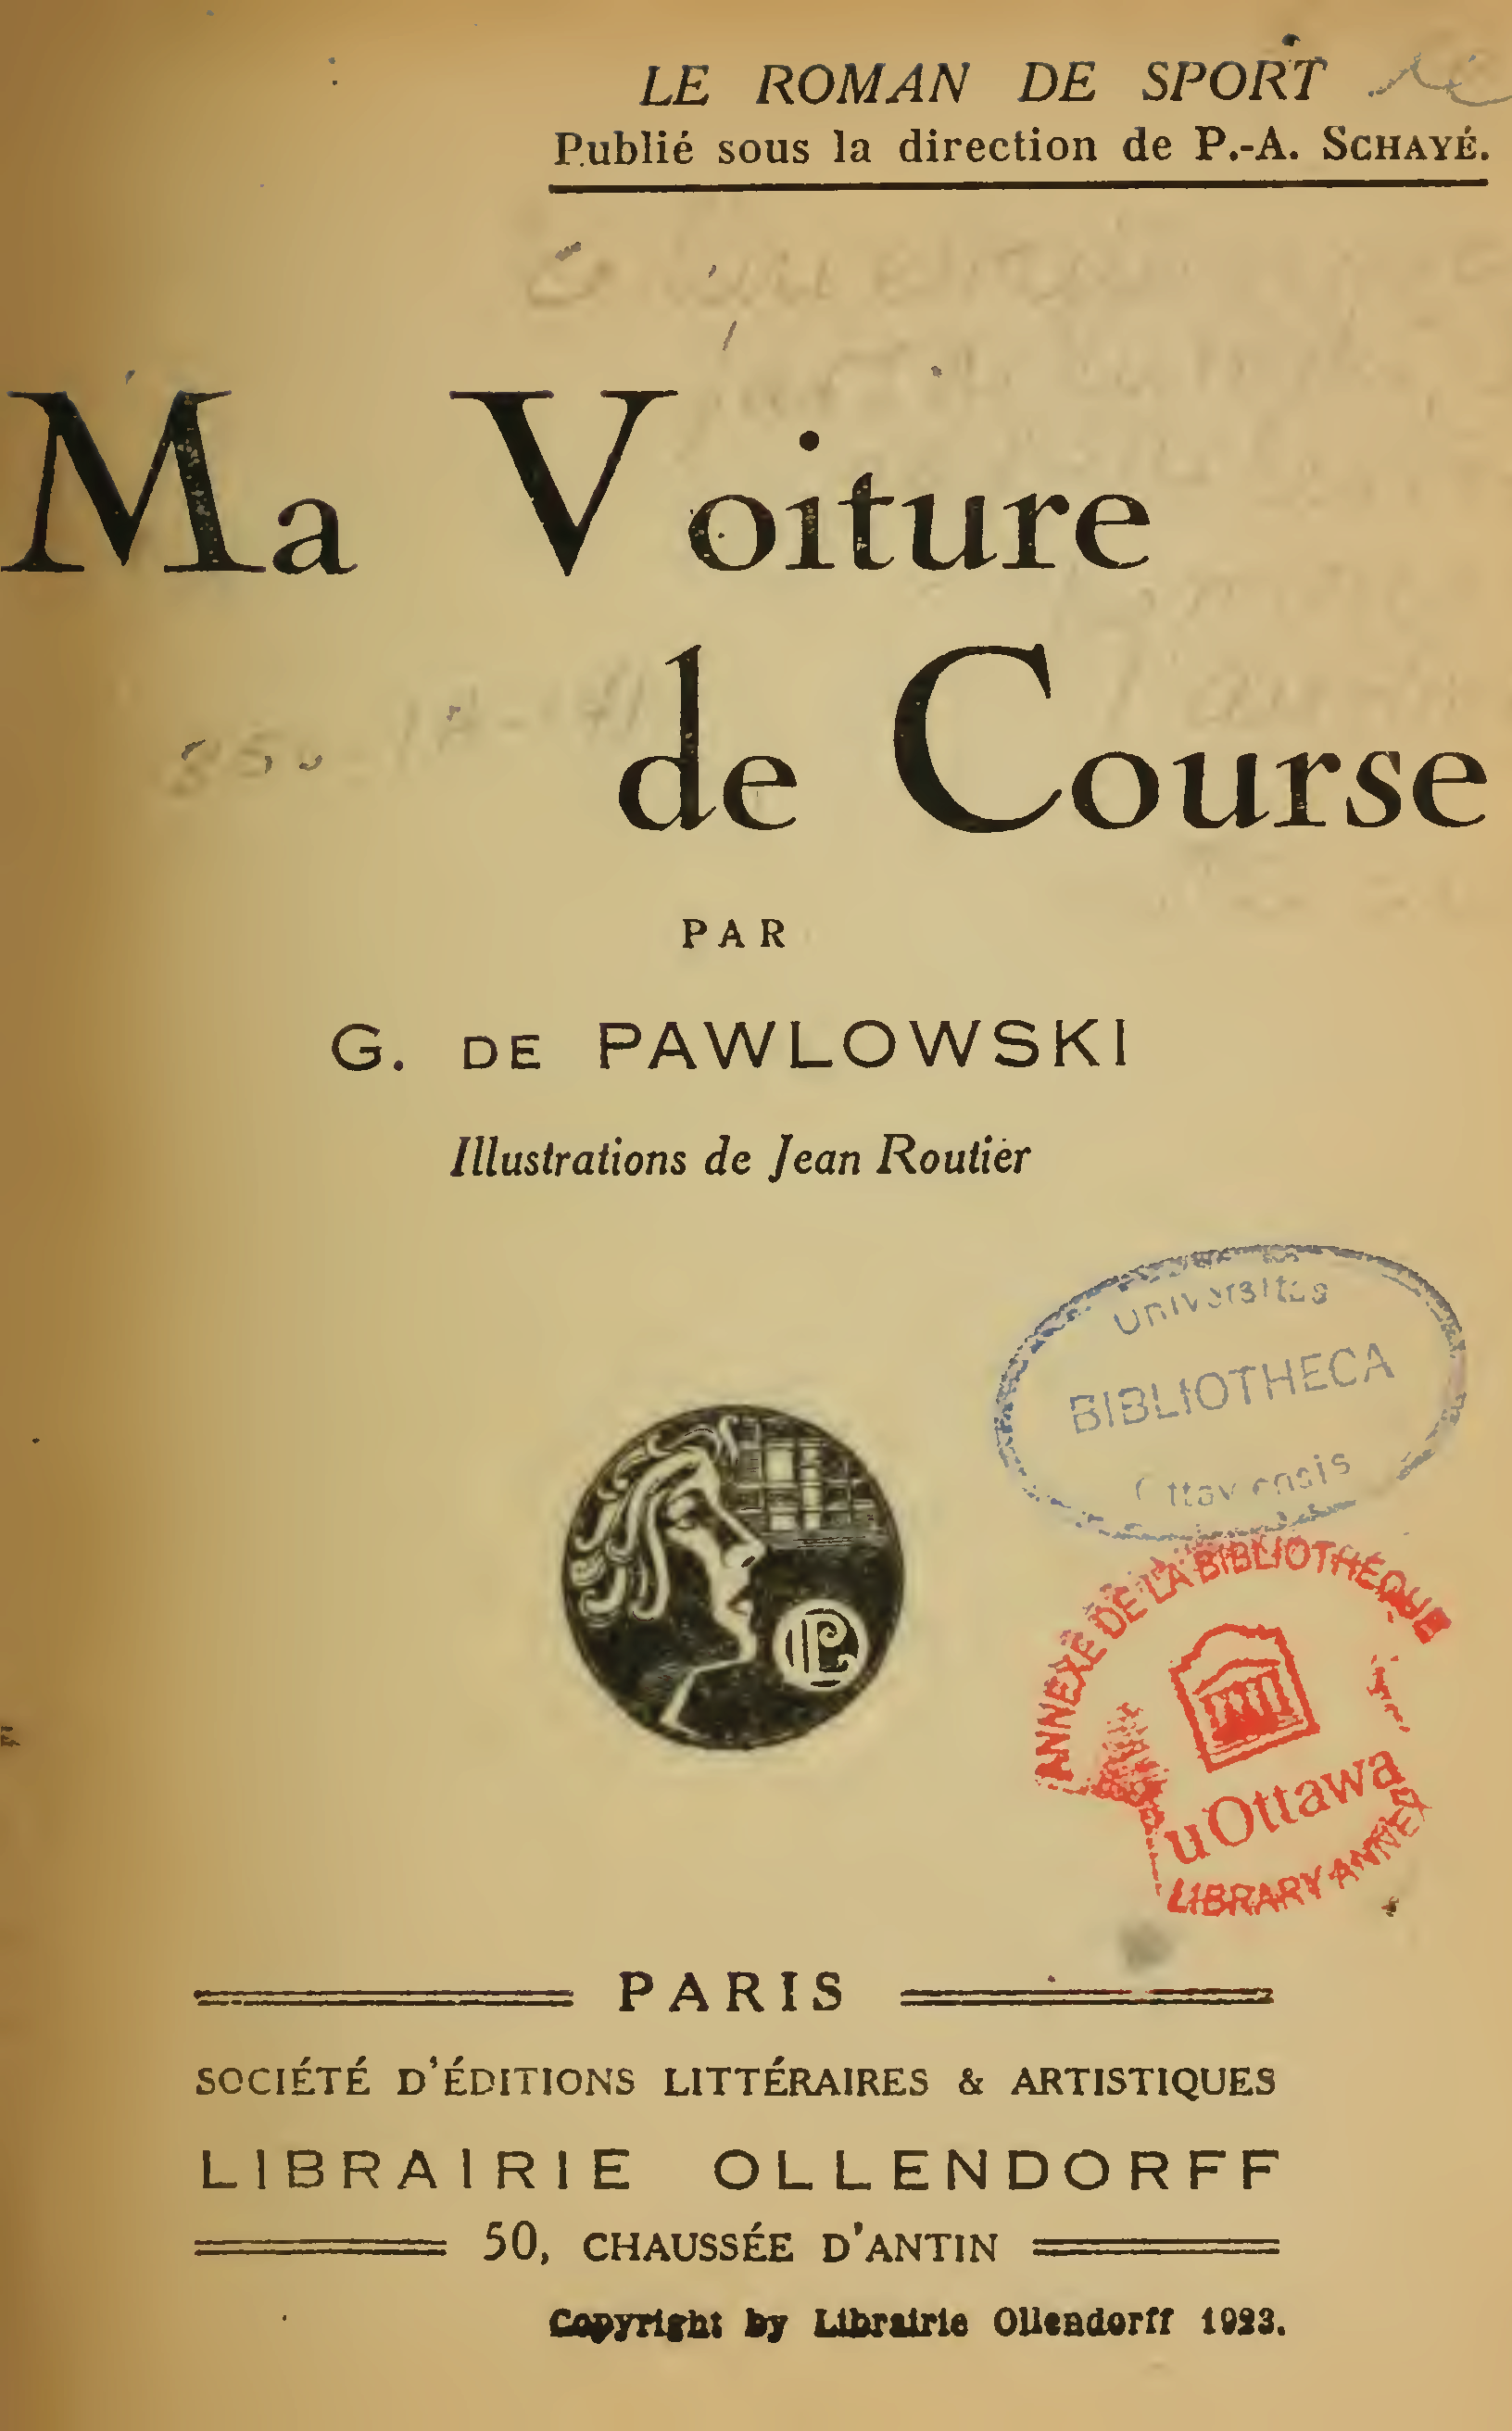 LE ROMAN DE SPORT
Publié sous la direction de P.-A. SCHAYÉ.
Ma Voiture
de Course
PAR
G. DE PAWLOWSKI
Illustrations de Jean Routier
Universitas
BIBLIOTHECA
Ottaviensis
ANNEXE DE LA BIBLIOTHÈQUE
uOttawa
LIBRARY ANNEX
PARIS
SOCIÉTÉ D'ÉDITIONS LITTÉRAIRES & ARTISTIQUES
LIBRAIRIE OLLENDORFF
50, CHAUSSÉE D'ANTIN
Copyright by Librairie Ollendorff 1923.